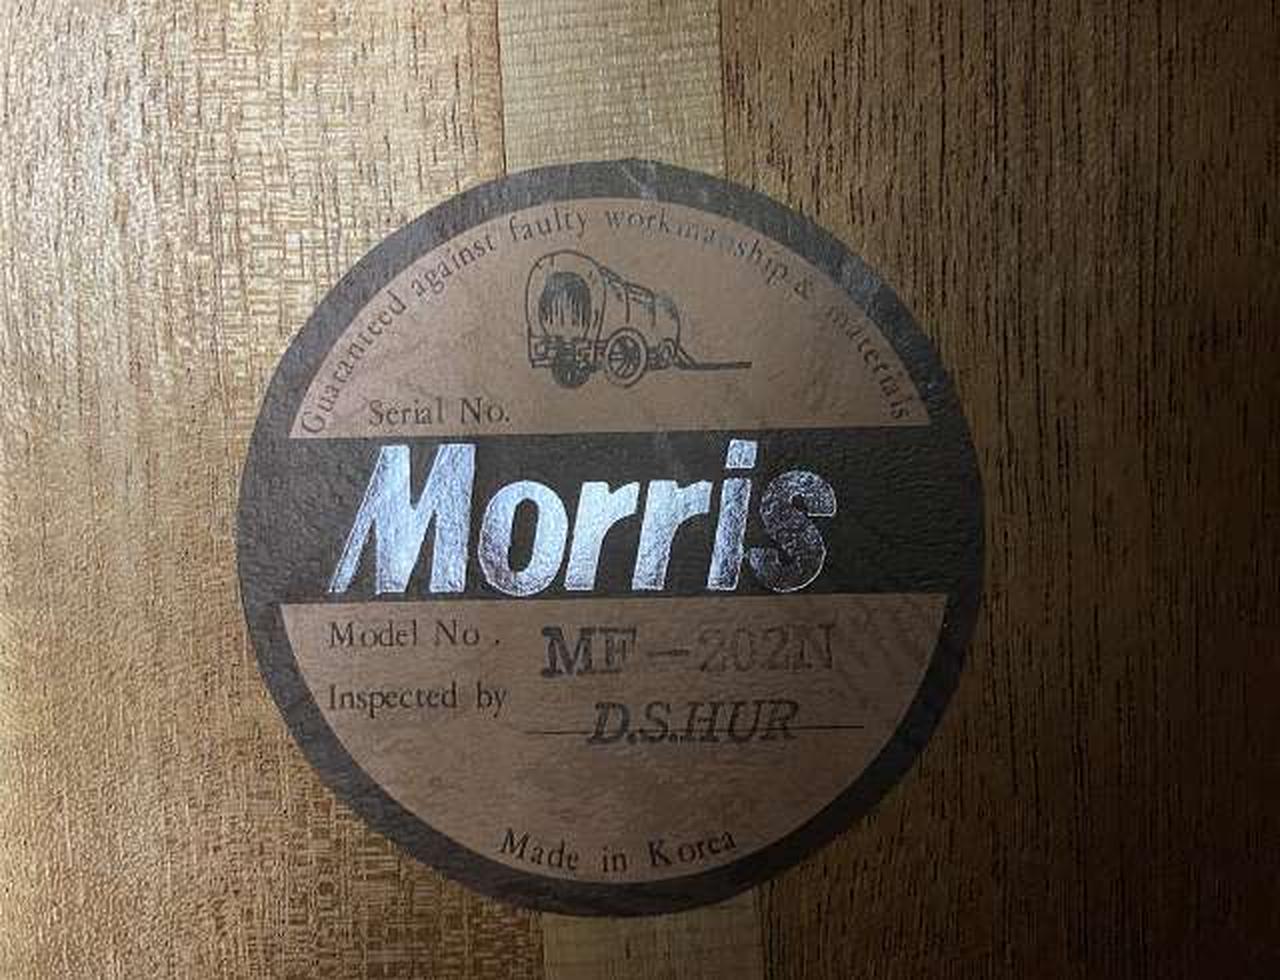 Guaranteed against faulty workmanship & materials
Serial No.
Morris
Model No. MF-202N
Inspected by D.S.HUR
Made in Korea